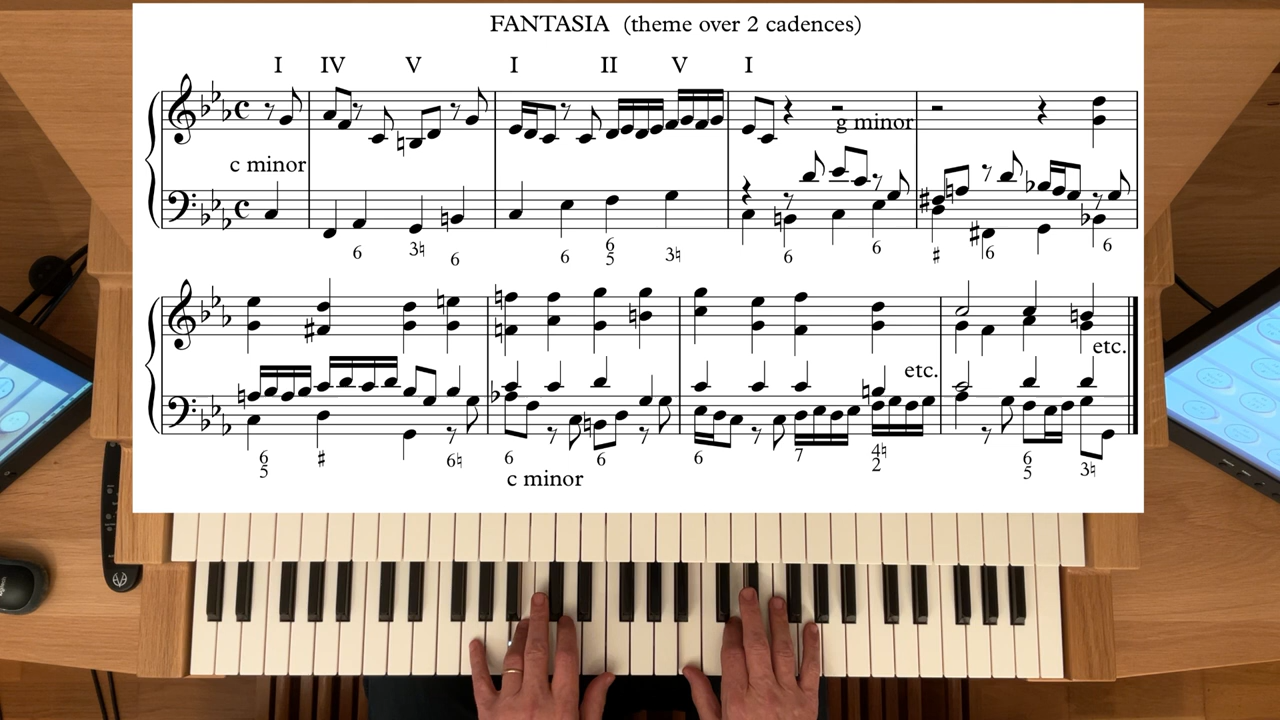 FANTASIA (theme over 2 cadences)
I IV V I II V I
g minor
c minor
6 3♮ 6 6 6 5 3♮ 6 6 # 6 6
etc.
etc.
6 5 # 6♮ 6 6 6 7 4♮ 2 6 5 3♮
c minor